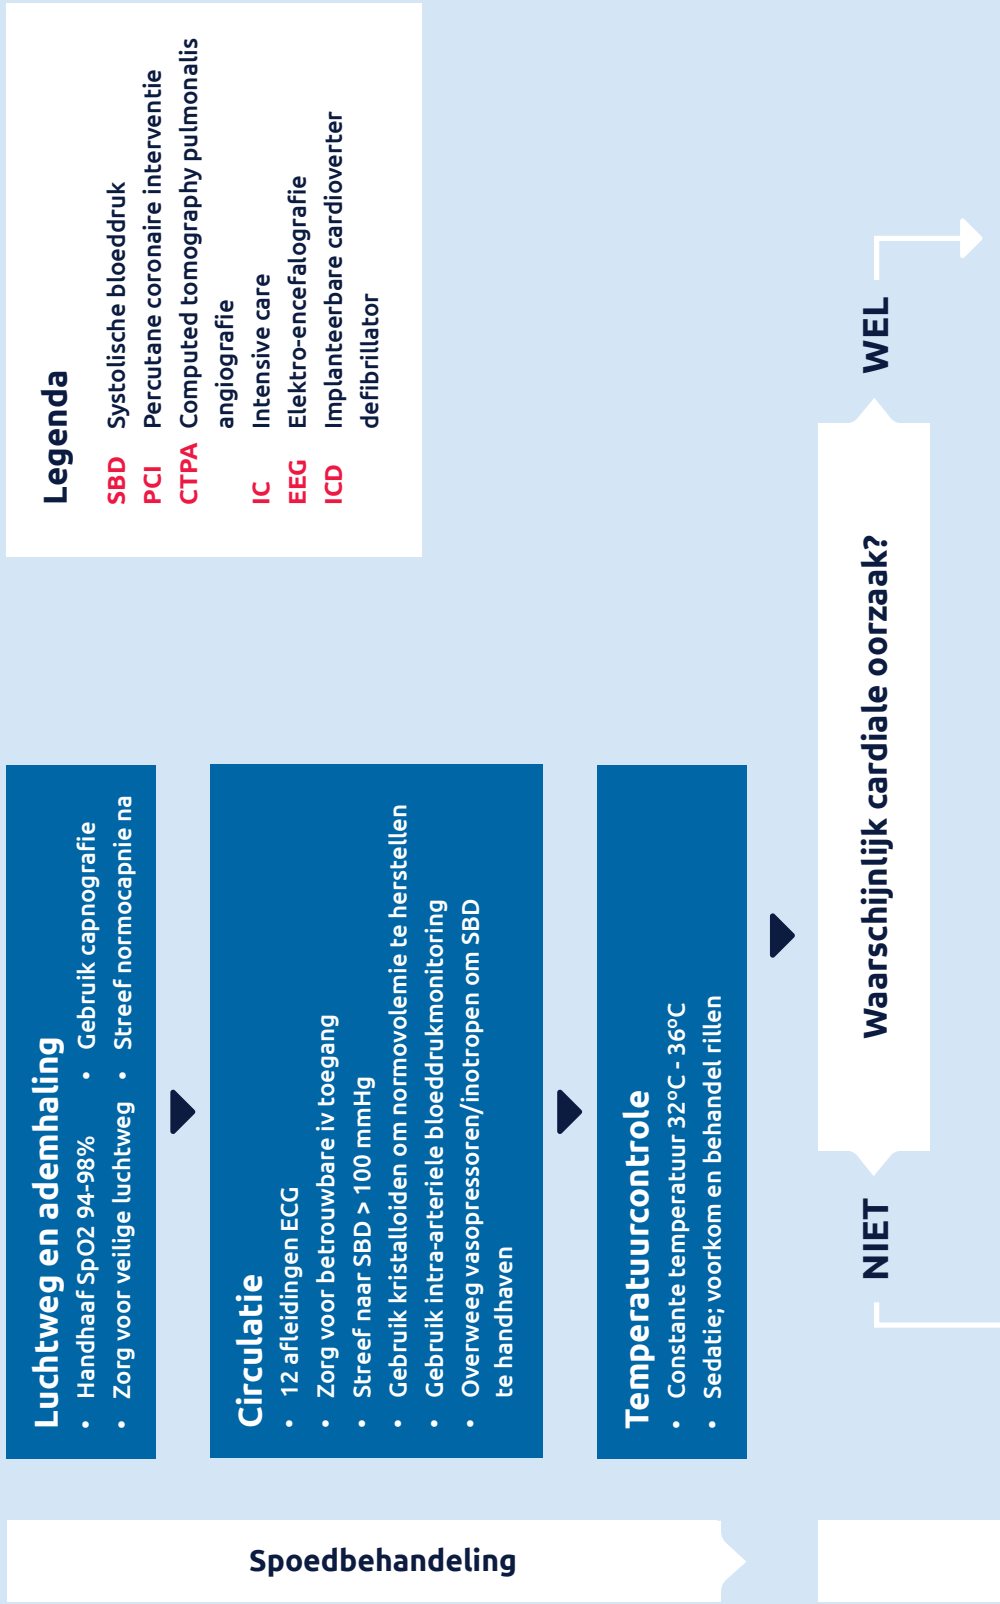 Luchtweg en ademhaling
• Handhaaf SpO2 94-98%
• Zorg voor veilige luchtweg
• Gebruik capnografie
• Streef normocapnie na
Circulatie
• 12 afleidingen ECG
• Zorg voor betrouwbare iv toegang
• Streef naar SBD > 100 mmHg
• Gebruik kristalloiden om normovolemie te herstellen
• Gebruik intra-arteriele bloeddrukmonitoring
• Overweeg vasopressoren/inotropen om SBD
te handhaven
Temperatuurcontrole
• Constante temperatuur 32ºC - 36ºC
• Sedatie; voorkom en behandel rillen
Spoedbehandeling
Legenda
SBD Systolische bloeddruk
PCI Percutane coronaire interventie
CTPA Computed tomography pulmonalis
angiografie
IC Intensive care
EEG Elektro-encefalografie
ICD Implanteerbare cardioverter
defibrillator
NIET
Waarschijnlijk cardiale oorzaak?
WEL